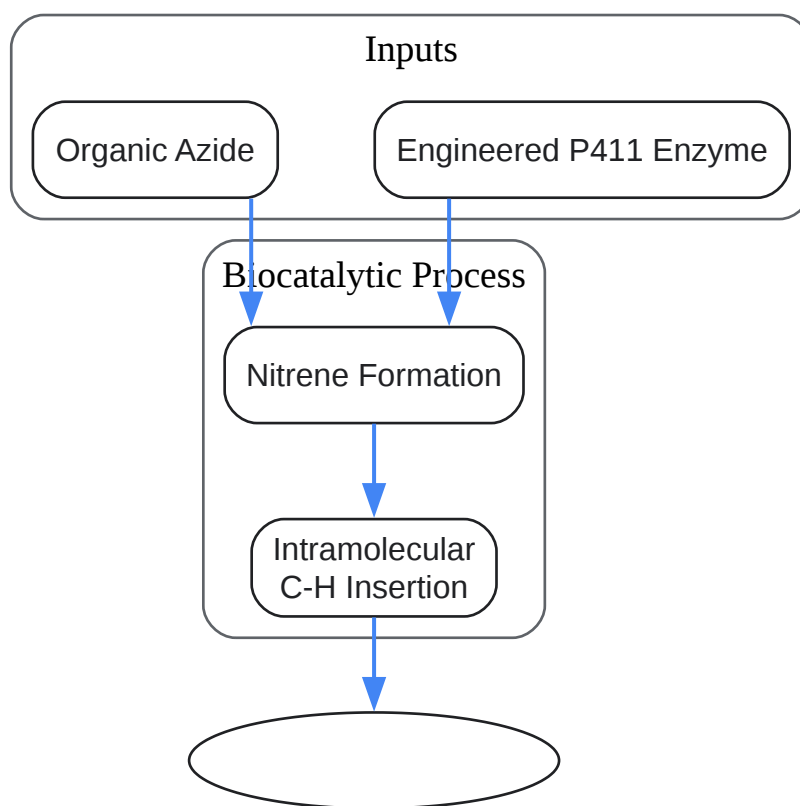 Inputs
Organic Azide
Engineered P411 Enzyme
Biocatalytic Process
Nitrene Formation
Intramolecular
C-H Insertion